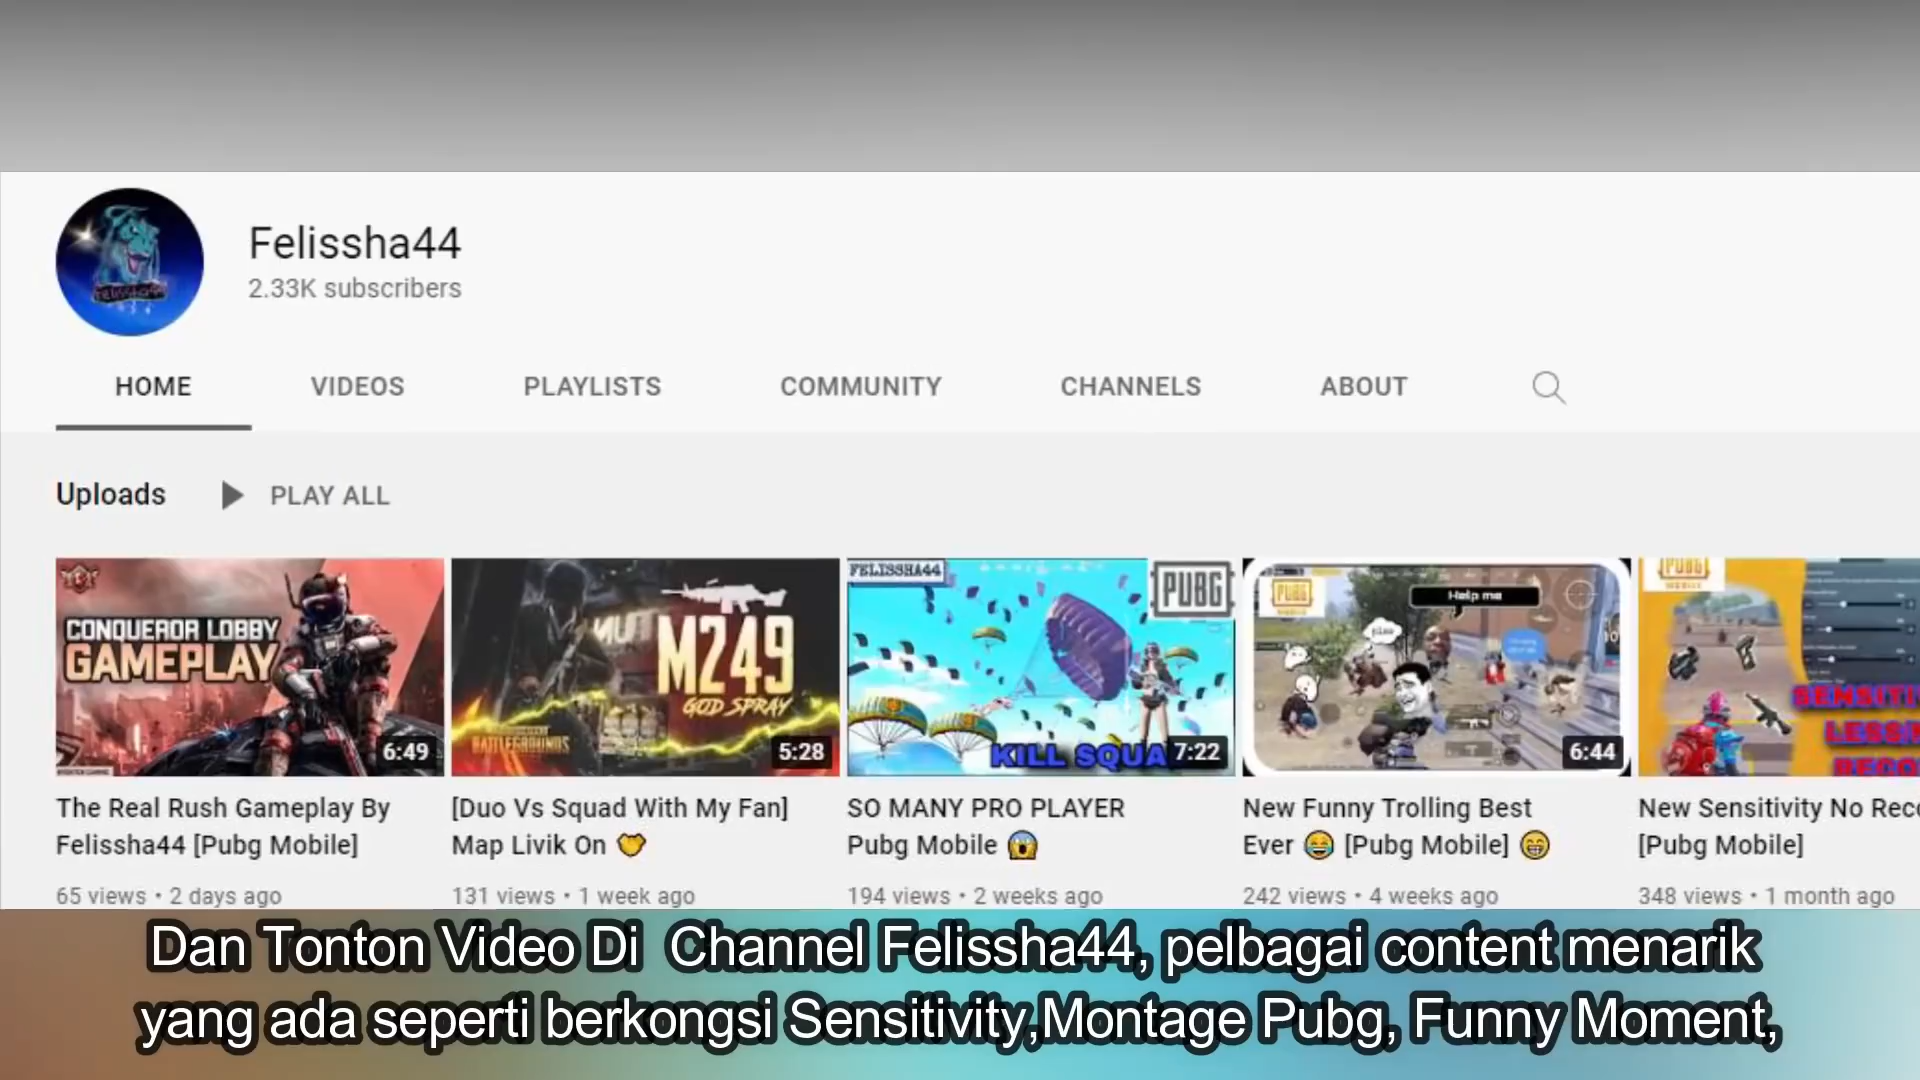 Felissha44
2.33K subscribers
HOME VIDEOS PLAYLISTS COMMUNITY CHANNELS ABOUT
Uploads PLAY ALL
CONQUEROR LOBBY
GAMEPLAY
6:49
M249
GOD SPRAY
BATTLEGROUNDS
5:28
FELISSHA44
PUBG
KILL SQUA
7:22
PUBG
Help me
6:44
PUBG
MOBILE
The Real Rush Gameplay By
Felissha44 [Pubg Mobile]
65 views • 2 days ago
[Duo Vs Squad With My Fan]
Map Livik On
131 views • 1 week ago
SO MANY PRO PLAYER
Pubg Mobile 😱
194 views • 2 weeks ago
New Funny Trolling Best
Ever 😂 [Pubg Mobile] 😁
242 views • 4 weeks ago
New Sensitivity No Reco
[Pubg Mobile]
348 views • 1 month ago
Dan Tonton Video Di Channel Felissha44, pelbagai content menarik
yang ada seperti berkongsi Sensitivity,Montage Pubg, Funny Moment,